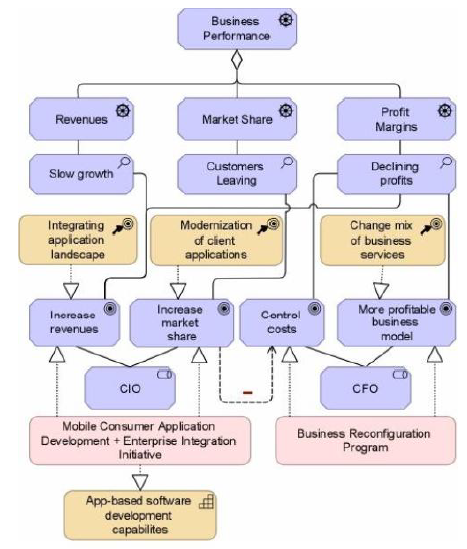 Business
Performance
Revenues
Market Share
Profit
Margins
Slow growth
Customers
Leaving
Declining
profits
Integrating
application
landscape
Modernization
of client
applications
Change mix
of business
services
Increase
revenues
Increase
market
share
Control
costs
More profitable
business
model
CIO
CFO
Mobile Consumer Application
Development + Enterprise Integration
Initiative
Business Reconfiguration
Program
App-based software
development
capabilites